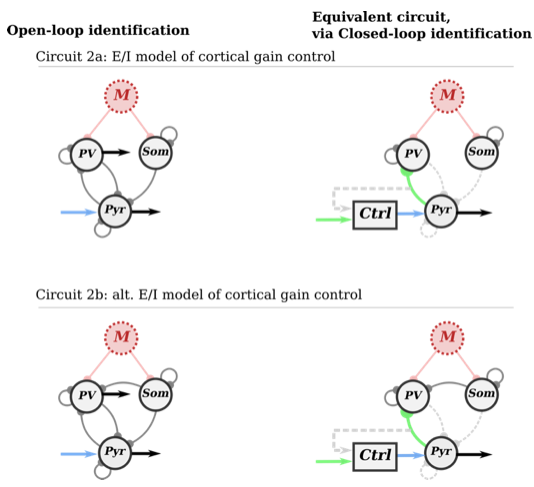 Open-loop identification
Equivalent circuit,
via Closed-loop identification
Circuit 2a: E/I model of cortical gain control
M
M
PV
Som
PV
Som
Pyr
Ctrl
Pyr
Circuit 2b: alt. E/I model of cortical gain control
M
M
PV
Som
PV
Som
Pyr
Ctrl
Pyr